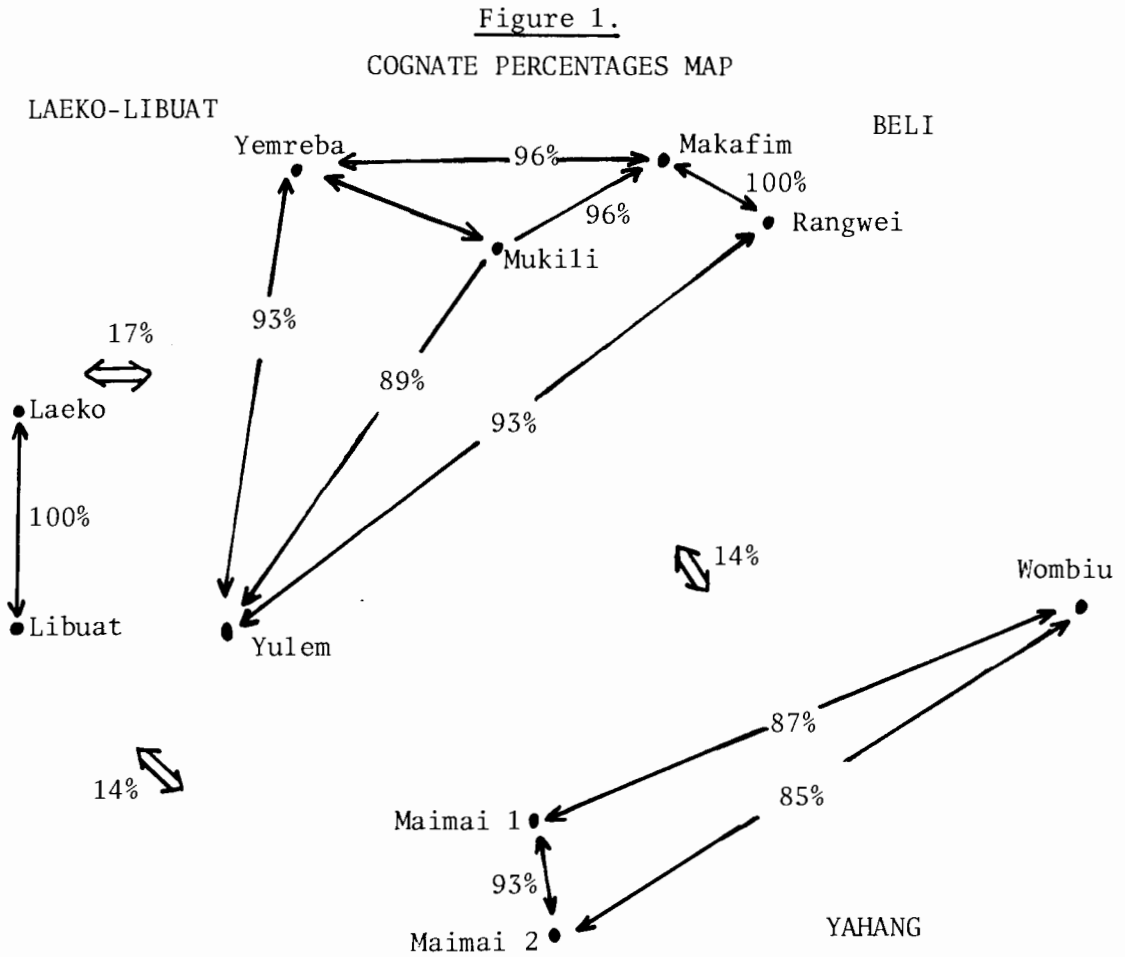 Figure 1.
COGNATE PERCENTAGES MAP
LAEKO-LIBUAT
BELI
Yemreba
96%
Makafim
100%
96%
Rangwei
Mukili
93%
17%
89%
Laeko
93%
100%
14%
Wombiu
Libuat
Yulem
87%
14%
85%
Maimai 1
93%
YAHANG
Maimai 2